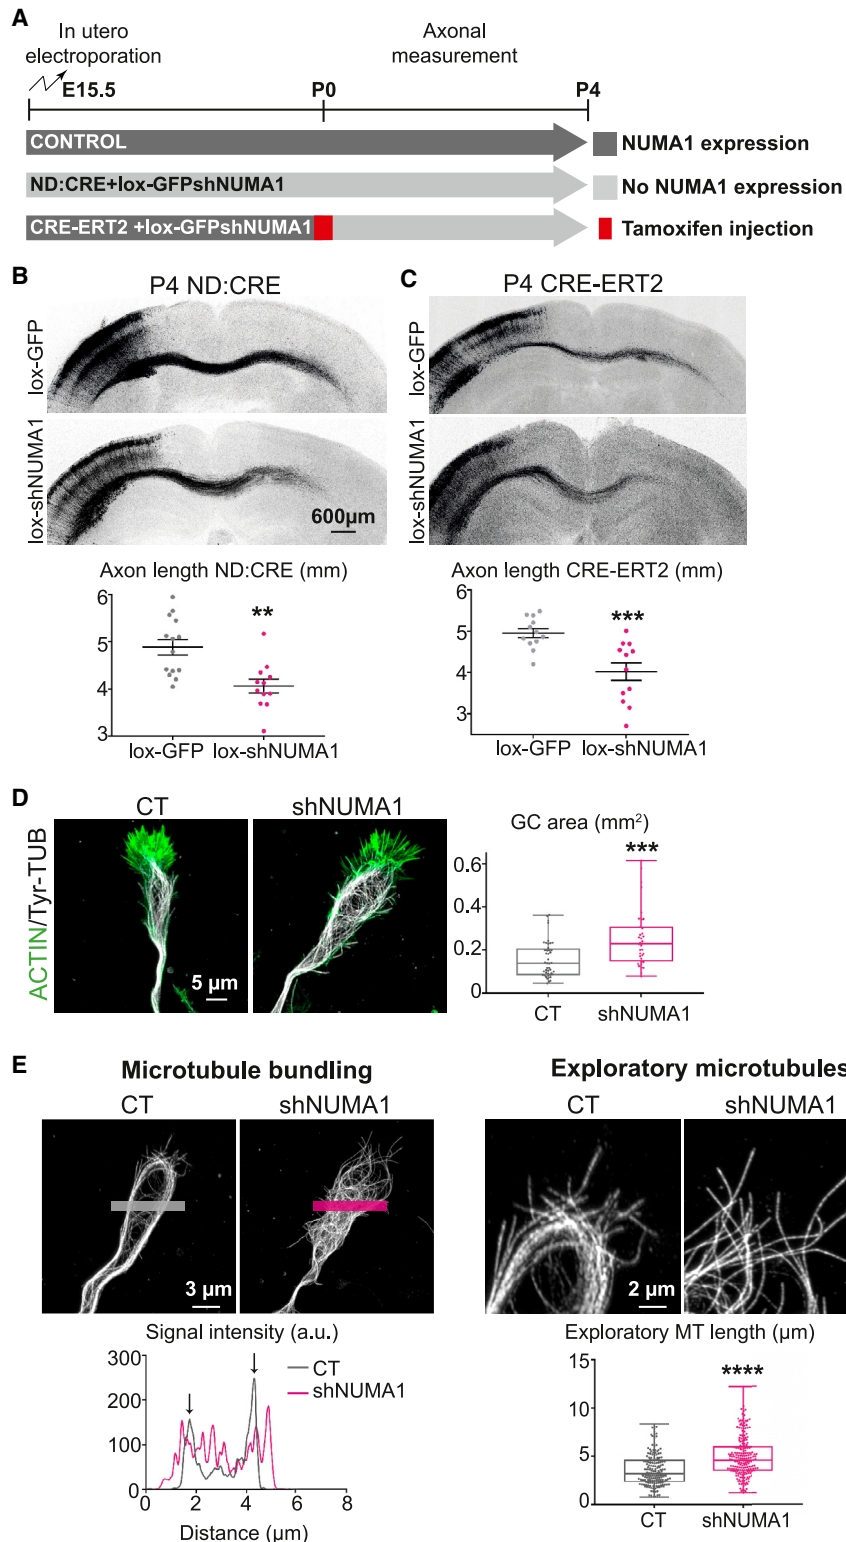 A
In utero
electroporation
Axonal
measurement
E15.5
P0
P4
CONTROL
NUMA1 expression
ND:CRE+lox-GFPshNUMA1
No NUMA1 expression
CRE-ERT2 +lox-GFPshNUMA1
Tamoxifen injection
B
P4 ND:CRE
lox-GFP
lox-shNUMA1
600µm
Axon length ND:CRE (mm)
6
5
4
3
**
lox-GFP
lox-shNUMA1
C
P4 CRE-ERT2
lox-GFP
lox-shNUMA1
Axon length CRE-ERT2 (mm)
6
5
4
3
***
lox-GFP
lox-shNUMA1
D
CT
shNUMA1
ACTIN/Tyr-TUB
5 µm
GC area (mm²)
***
0.6
0.4
0.2
0
CT
shNUMA1
E
Microtubule bundling
CT
shNUMA1
3 µm
Signal intensity (a.u.)
300
200
100
0
CT
shNUMA1
0
2
4
6
8
Distance (µm)
Exploratory microtubules
CT
shNUMA1
2 µm
Exploratory MT length (µm)
15
10
5
0
****
CT
shNUMA1